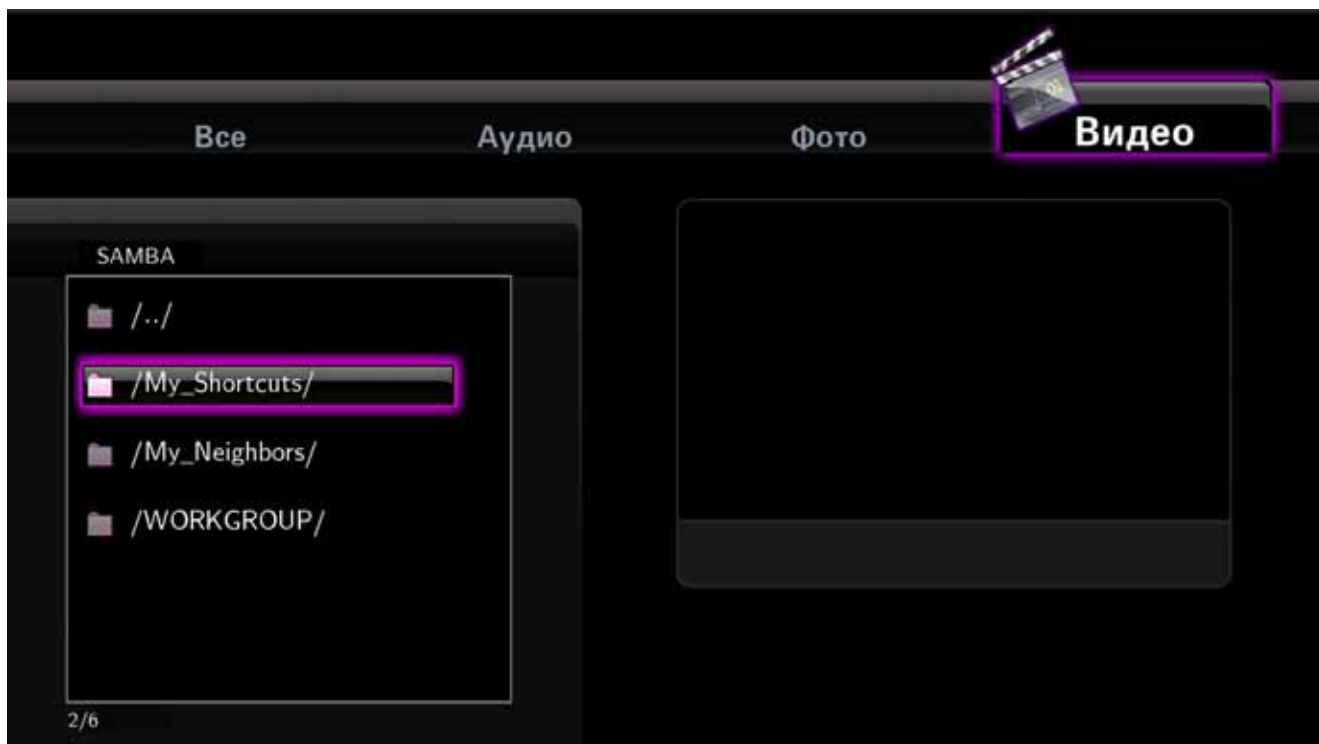 Все Аудио Фото Видео
SAMBA
/../
/My_Shortcuts/
/My_Neighbors/
/WORKGROUP/
2/6